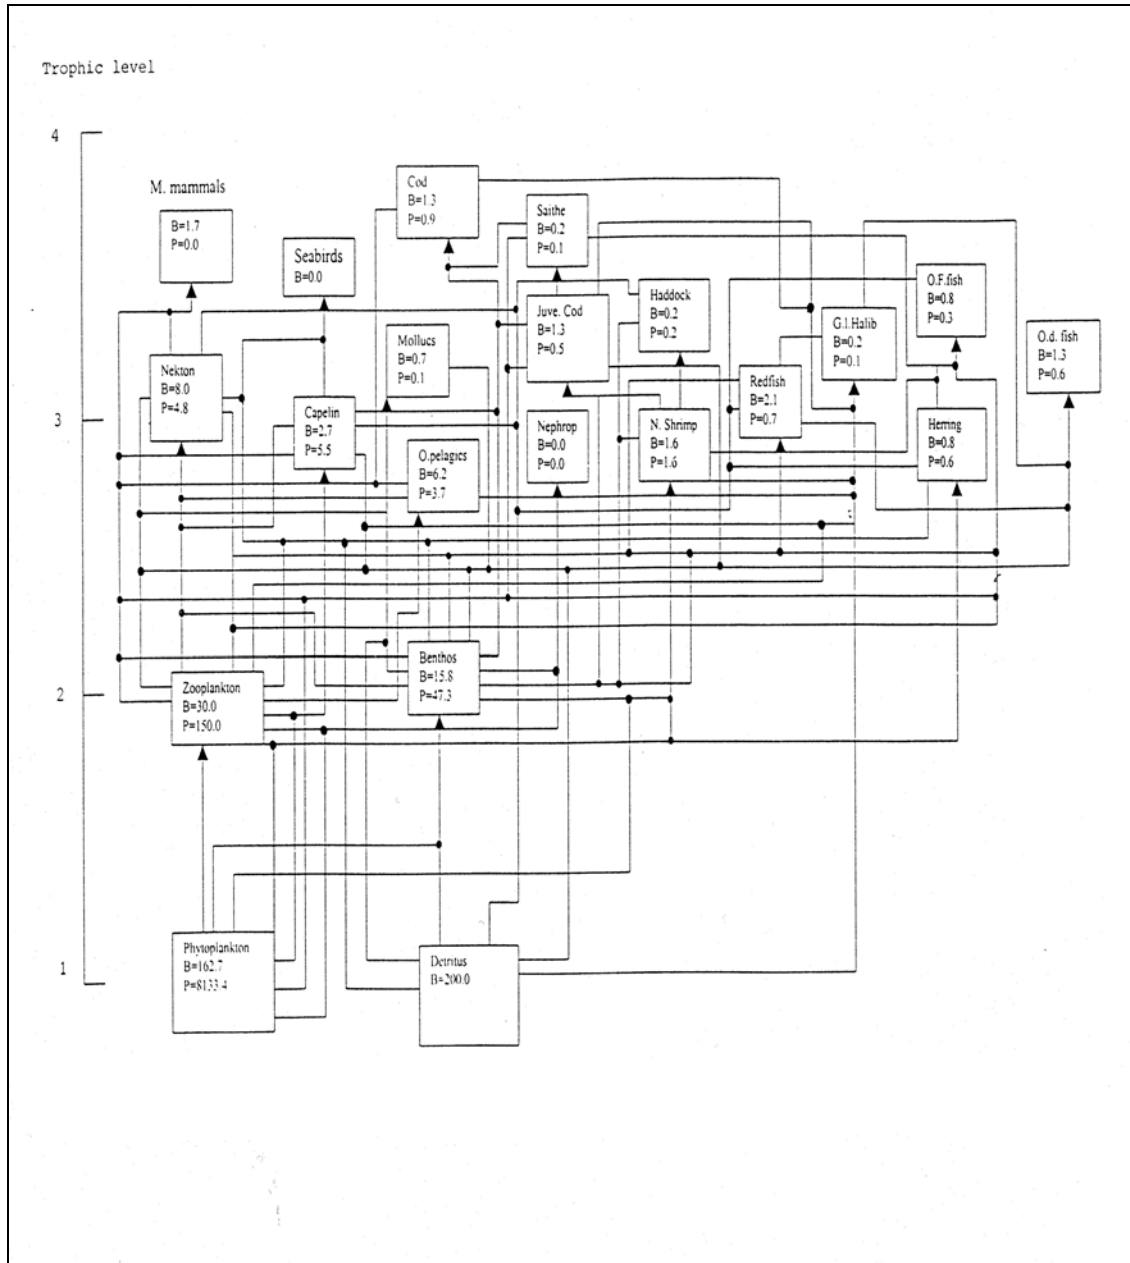 Trophic level
4
M. mammals
B=1.7
P=0.0
Seabirds
B=0.0
Cod
B=1.3
P=0.9
Saithe
B=0.2
P=0.1
Juve. Cod
B=1.3
P=0.5
Haddock
B=0.2
P=0.2
O.F.fish
B=0.8
P=0.3
G.l.Halib
B=0.2
P=0.1
O.d. fish
B=1.3
P=0.6
Mollucs
B=0.7
P=0.1
Nekton
B=8.0
P=4.8
Redfish
B=2.1
P=0.7
3
Capelin
B=2.7
P=5.5
Nephrop
B=0.0
P=0.0
N. Shrimp
B=1.6
P=1.6
Herring
B=0.8
P=0.6
O.pelagics
B=6.2
P=3.7
2
Benthos
B=15.8
P=47.3
Zooplankton
B=30.0
P=150.0
1
Phytoplankton
B=162.7
P=8133.4
Detritus
B=200.0